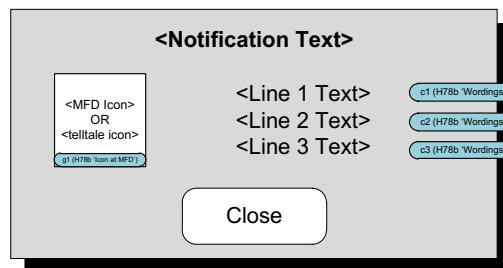 <Notification Text>
<MFD Icon>
OR
<telltale icon>
g1 (H78b 'Icon at MFD')
<Line 1 Text>
<Line 2 Text>
<Line 3 Text>
c1 (H78b 'Wordings
c2 (H78b 'Wordings
c3 (H78b 'Wordings
Close